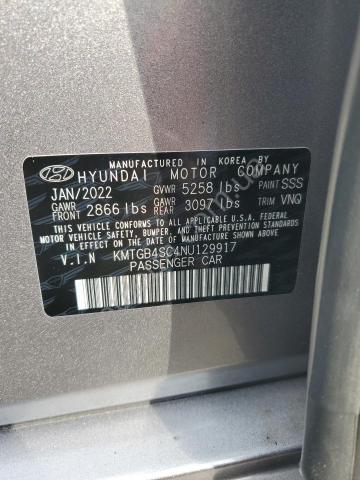 MANUFACTURED IN KOREA BY
HYUNDAI MOTOR COMPANY
JAN/2022 GVWR 5258 lbs PAINT SSS
GAWR FRONT 2866 lbs GAWR REAR 3097 lbs TRIM VNQ
THIS VEHICLE CONFORMS TO ALL APPLICABLE U.S.A. FEDERAL
MOTOR VEHICLE SAFETY, BUMPER, AND THEFT PREVENTION
STANDARDS IN EFFECT ON THE DATE OF MANUFACTURE SHOWN ABOVE.
V.I.N KMTGB4SC4NU129917
PASSENGER CAR